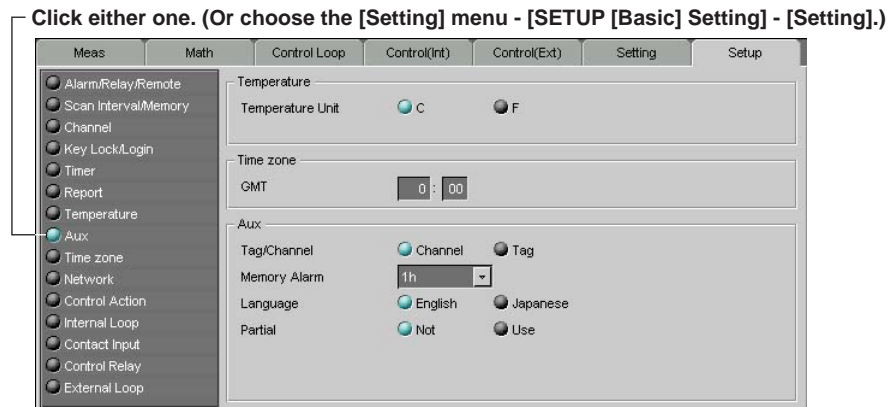 Click either one. (Or choose the [Setting] menu - [SETUP [Basic] Setting] - [Setting].)
Meas Math Control Loop Control(Int) Control(Ext) Setting Setup
Alarm/Relay/Remote
Scan Interval/Memory
Channel
Key Lock/Login
Timer
Report
Temperature
Aux
Time zone
Network
Control Action
Internal Loop
Contact Input
Control Relay
External Loop
Temperature
Temperature Unit C F
Time zone
GMT 0 : 00
Aux
Tag/Channel Channel Tag
Memory Alarm 1h
Language English Japanese
Partial Not Use